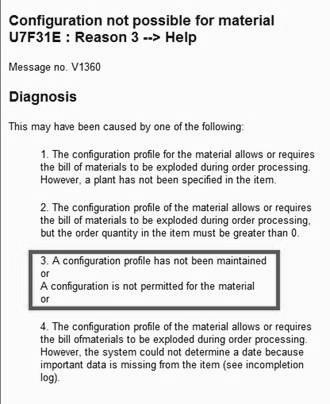 Configuration not possible for material
U7F31E : Reason 3 --> Help
Message no. V1360
Diagnosis
This may have been caused by one of the following:
1. The configuration profile for the material allows or requires
the bill of materials to be exploded during order processing.
However, a plant has not been specified in the item.
2. The configuration profile of the material allows or requires
the bill of materials to be exploded during order processing,
but the order quantity in the item must be greater than 0.
3. A configuration profile has not been maintained
or
A configuration is not permitted for the material
or
4. The configuration profile of the material allows or requires
the bill ofmaterials to be exploded during order processing.
However, the system could not determine a date because
important data is missing from the item (see incompletion
log).